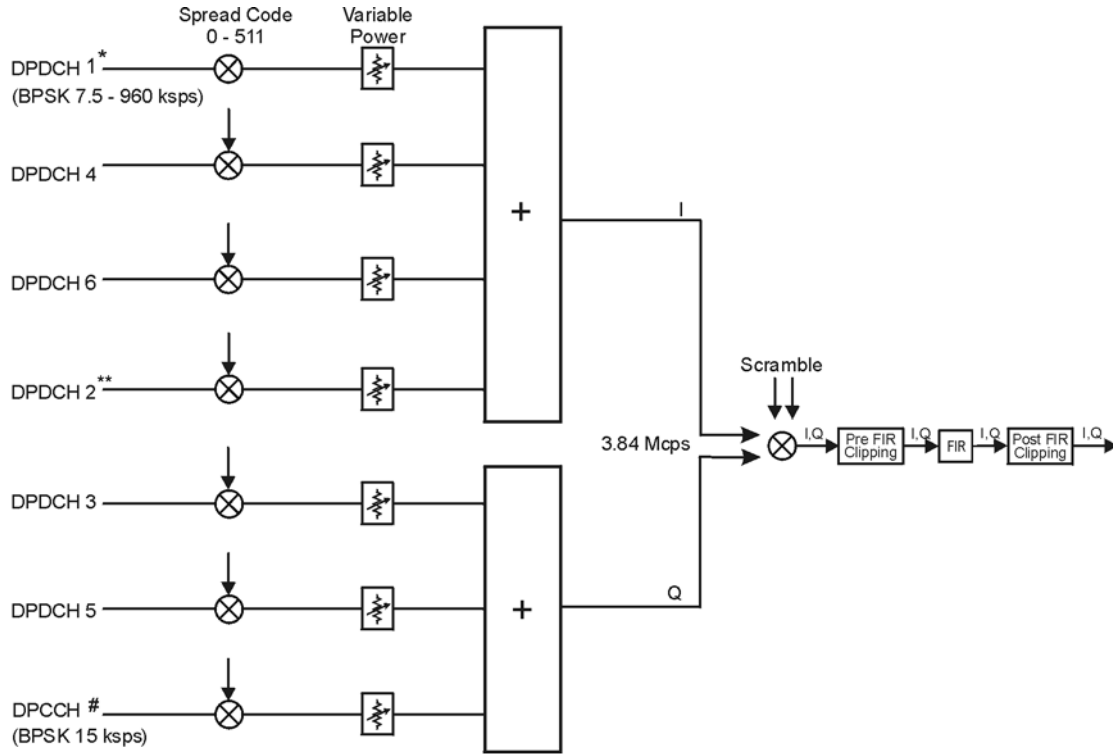 Spread Code
0 - 511
Variable
Power
DPDCH 1*
(BPSK 7.5 - 960 ksps)
DPDCH 4
DPDCH 6
DPDCH 2**
DPDCH 3
DPDCH 5
DPCCH #
(BPSK 15 ksps)
+
+
I
Q
3.84 Mcps
Scramble
I,Q
Pre FIR
Clipping
I,Q
FIR
I,Q
Post FIR
Clipping
I,Q